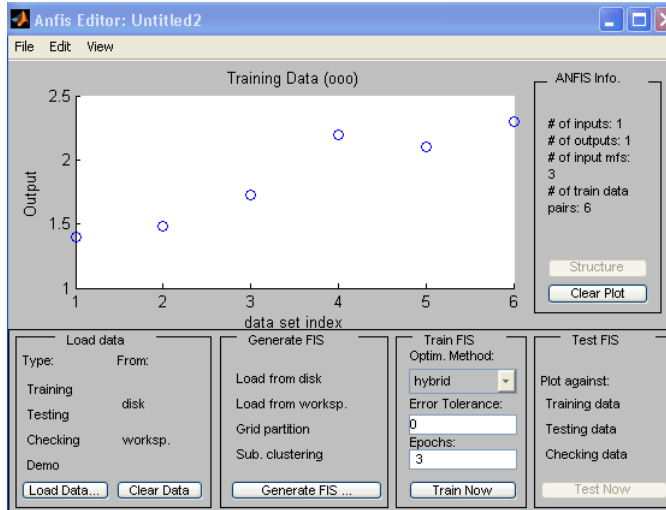 Anfis Editor: Untitled2
File Edit View
Training Data (ooo)
2.5
2
1.5
1
Output
1 2 3 4 5 6
data set index
ANFIS Info.
# of inputs: 1
# of outputs: 1
# of input mfs:
3
# of train data
pairs: 6
Structure
Clear Plot
Load data
Type: From:
Training
disk
Testing
Checking worksp.
Demo
Load Data... Clear Data
Generate FIS
Load from disk
Load from worksp.
Grid partition
Sub. clustering
Generate FIS ...
Train FIS
Optim. Method:
hybrid
Error Tolerance:
0
Epochs:
3
Train Now
Test FIS
Plot against:
Training data
Testing data
Checking data
Test Now